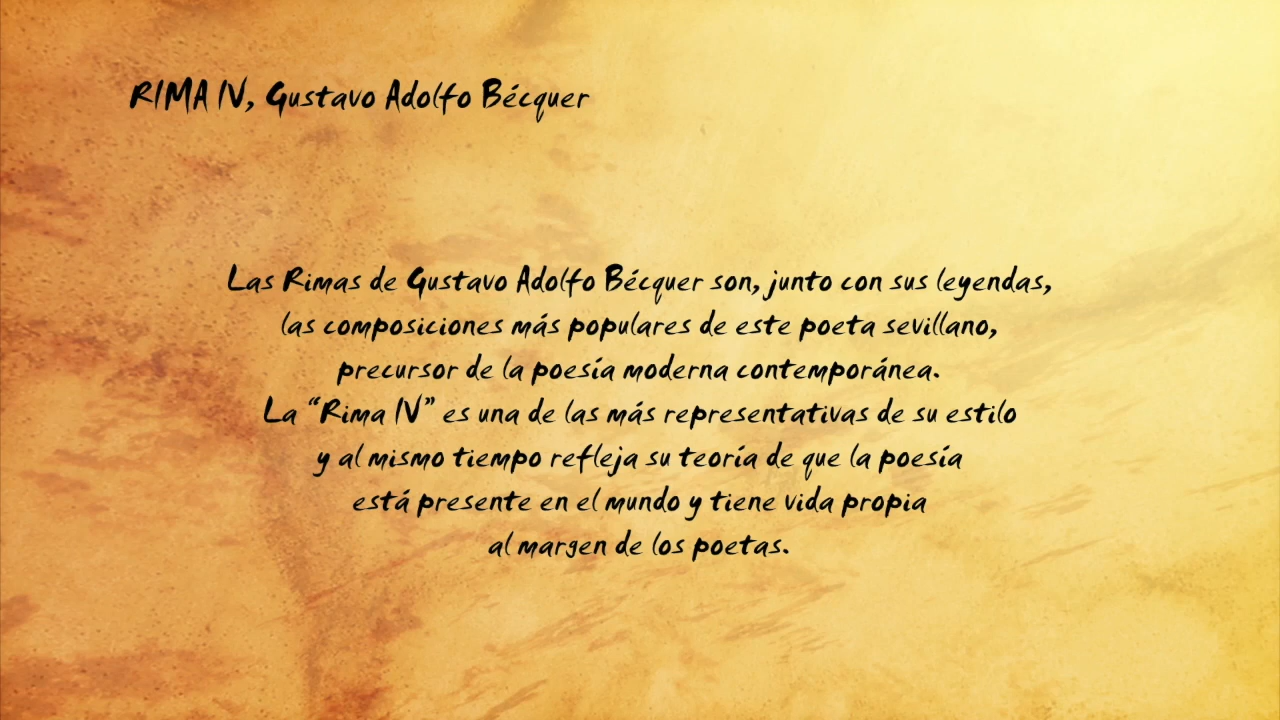 RIMA IV, Gustavo Adolfo Bécquer
Las Rimas de Gustavo Adolfo Bécquer son, junto con sus leyendas,
las composiciones más populares de este poeta sevillano,
precursor de la poesía moderna contemporánea.
La “Rima IV” es una de las más representativas de su estilo
y al mismo tiempo refleja su teoría de que la poesía
está presente en el mundo y tiene vida propia
al margen de los poetas.